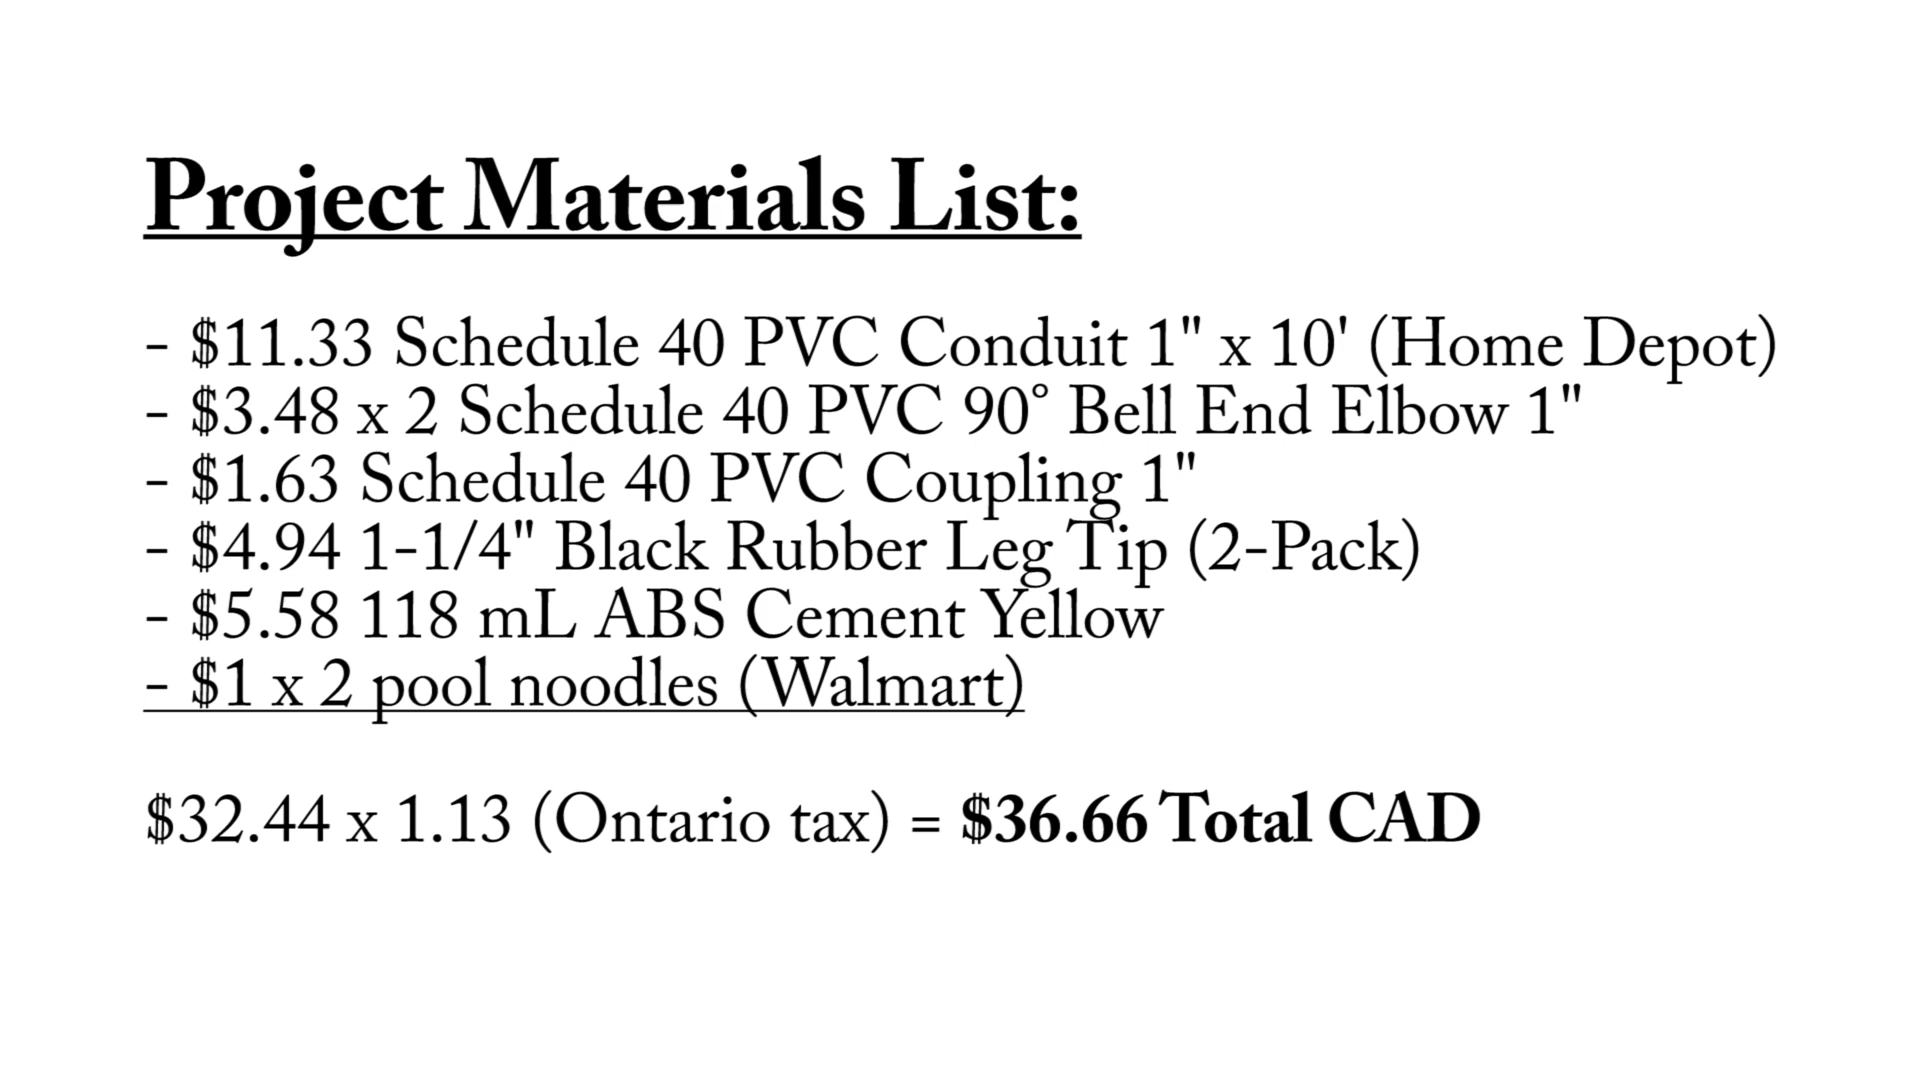 Project Materials List:
- $11.33 Schedule 40 PVC Conduit 1" x 10' (Home Depot)
- $3.48 x 2 Schedule 40 PVC 90° Bell End Elbow 1"
- $1.63 Schedule 40 PVC Coupling 1"
- $4.94 1-1/4" Black Rubber Leg Tip (2-Pack)
- $5.58 118 mL ABS Cement Yellow
- $1 x 2 pool noodles (Walmart)
$32.44 x 1.13 (Ontario tax) = $36.66 Total CAD